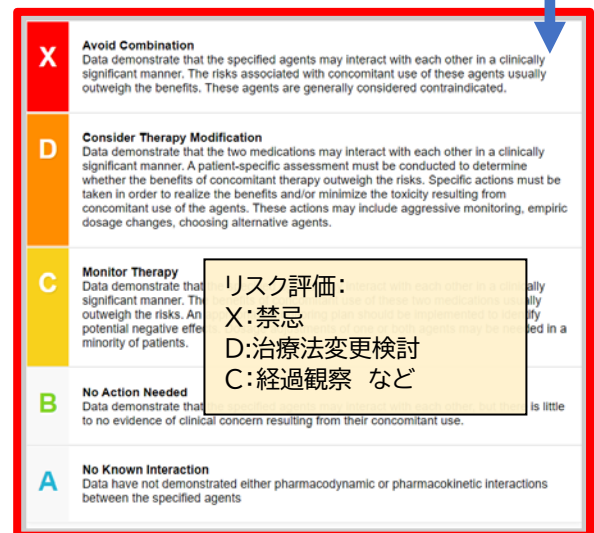 X
Avoid Combination
Data demonstrate that the specified agents may interact with each other in a clinically
significant manner. The risks associated with concomitant use of these agents usually
outweigh the benefits. These agents are generally considered contraindicated.
D
Consider Therapy Modification
Data demonstrate that the two medications may interact with each other in a clinically
significant manner. A patient-specific assessment must be conducted to determine
whether the benefits of concomitant therapy outweigh the risks. Specific actions must be
taken in order to realize the benefits and/or minimize the toxicity resulting from
concomitant use of the agents. These actions may include aggressive monitoring, empiric
dosage changes, choosing alternative agents.
C
Monitor Therapy
Data demonstrate that interact with each other in a
significant manner. The benefits of concomitant use of these two medications usually
outweigh the risks. An plan should be implemented to identify
potential negative of one or both agents may be needed in a
minority of patients.
リスク評価:
X:禁忌
D:治療法変更検討
C:経過観察 など
B
No Action Needed
Data demonstrate that is little
to no evidence of clinical concern resulting from their concomitant use.
A
No Known Interaction
Data have not demonstrated either pharmacodynamic or pharmacokinetic interactions
between the specified agents